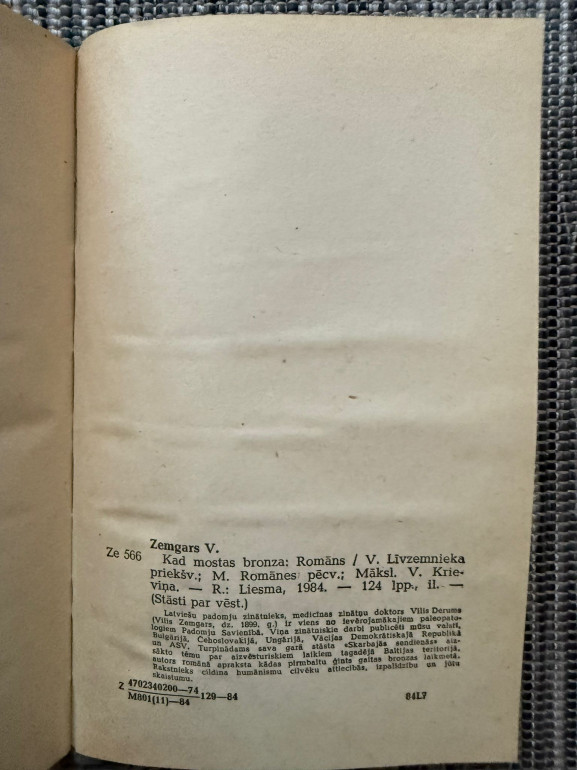 Zemgars V.
Ze 566
Kad mostas bronza: Romāns / V. Līvzemnieka
priekšv.; M. Romānes pēcv.; Māksl. V. Krie-
viņa. — R.: Liesma, 1984. — 124 lpp., il. —
(Stāsti par vēst.)
Latviešu padomju zinātnieks, medicīnas zinātņu doktors Vilis Derums
(Vilis Zemgars, dz. 1899. g.) ir viens no ievērojamākajiem paleopato-
logiem Padomju Savienībā. Viņa zinātniskie darbi publicēti mūsu valstī,
Bulgārijā, Čehoslovakijā, Ungārijā, Vācijas Demokrātiskajā Republikā
un ASV. Turpinādams sava garā stāsta «Skarbajās sendienās» aiz-
sākto tēmu par aizvēsturiskiem laikiem tagadējā Baltijas teritorijā,
autors romānā apraksta kādas pirmbaltu ģints gaitas bronzas laikmetā.
Rakstnieks cildina humānismu cilvēku attiecībās, izpalīdzību un jūtu
skaistumu.
Z 4702340200—74
M801(11)—84 129—84
84L7